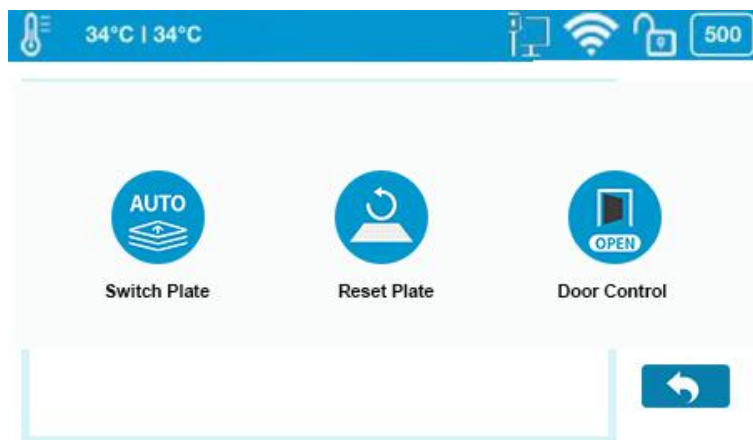 34°C | 34°C
500
AUTO
OPEN
Switch Plate
Reset Plate
Door Control